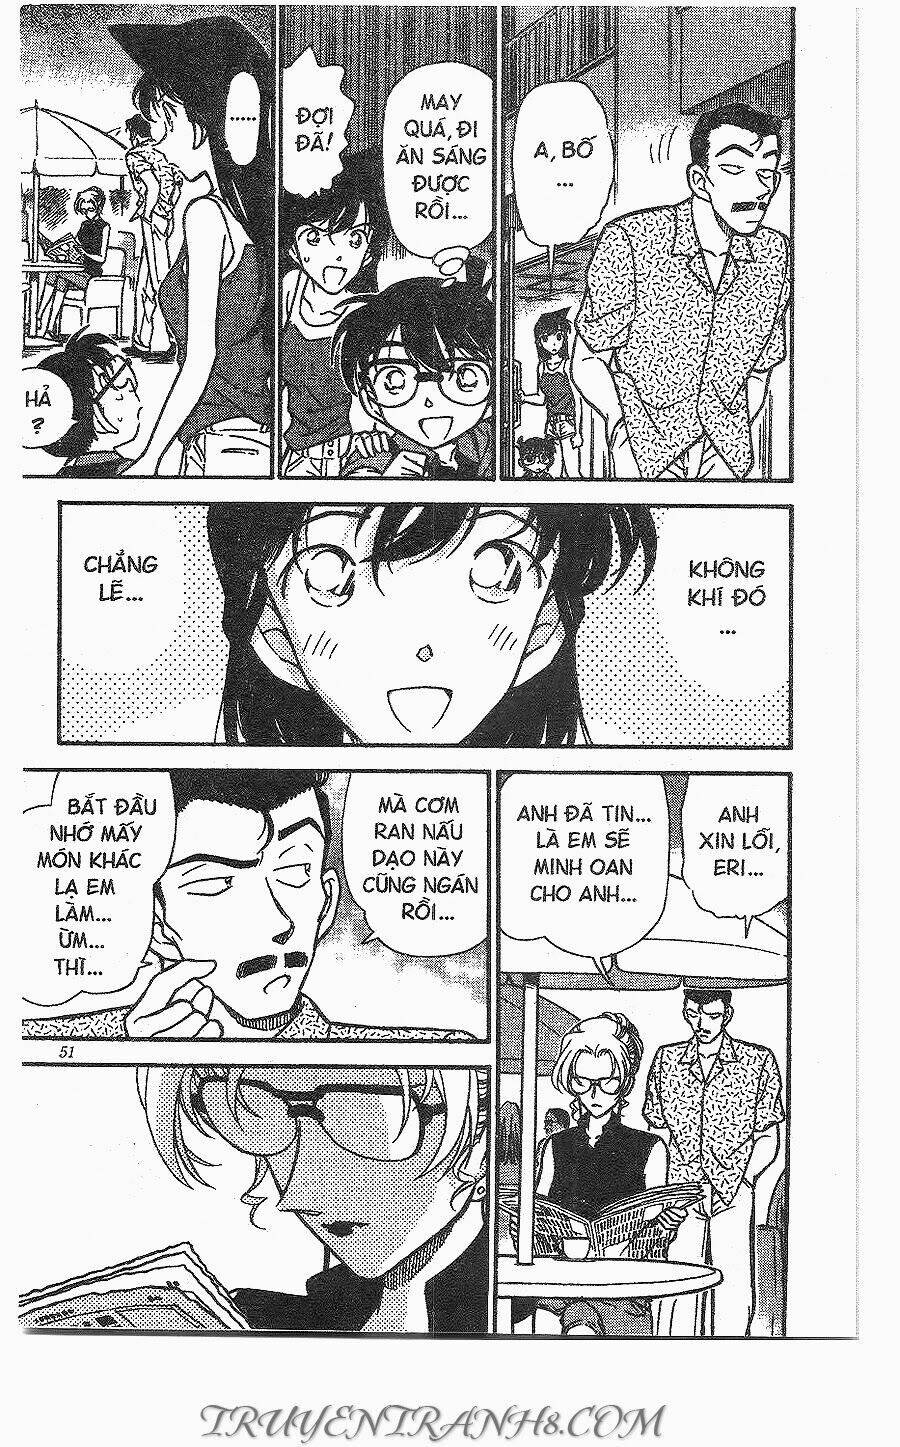 A, BỐ
...
MAY
QUÁ, ĐI
ĂN SÁNG
ĐƯỢC
RỒI...
ĐỢI
ĐÃ!
......
HẢ
?
KHÔNG
KHÍ ĐÓ
...
CHẲNG
LẼ...
ANH
XIN LỖI,
ERI...
ANH ĐÃ TIN...
LÀ EM SẼ
MINH OAN
CHO ANH...
MÀ CƠM
RAN NẤU
DẠO NÀY
CŨNG NGÁN
RỒI...
BẮT ĐẦU
NHỚ MẤY
MÓN KHÁC
LẠ EM
LÀM...
ỪM...
THÌ...
51
TRUYENTRANH8.COM